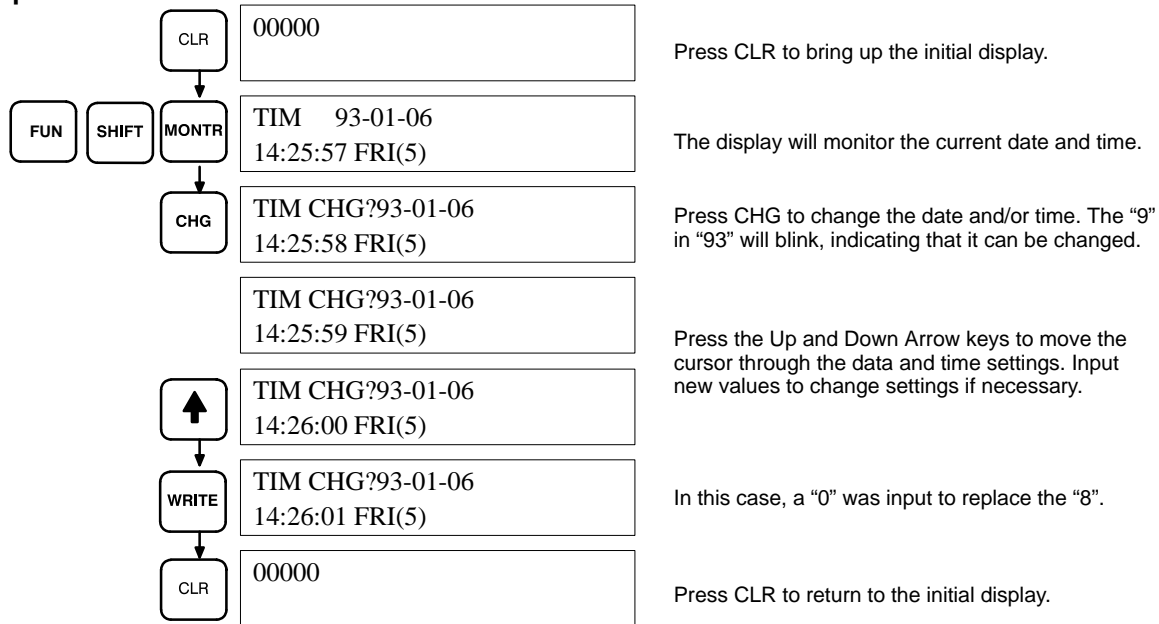 CLR
00000
Press CLR to bring up the initial display.
FUN SHIFT MONTR
TIM 93-01-06
14:25:57 FRI(5)
The display will monitor the current date and time.
CHG
TIM CHG?93-01-06
14:25:58 FRI(5)
Press CHG to change the date and/or time. The “9”
in “93” will blink, indicating that it can be changed.
TIM CHG?93-01-06
14:25:59 FRI(5)
Press the Up and Down Arrow keys to move the
cursor through the data and time settings. Input
new values to change settings if necessary.
TIM CHG?93-01-06
14:26:00 FRI(5)
WRITE
TIM CHG?93-01-06
14:26:01 FRI(5)
In this case, a “0” was input to replace the “8”.
CLR
00000
Press CLR to return to the initial display.